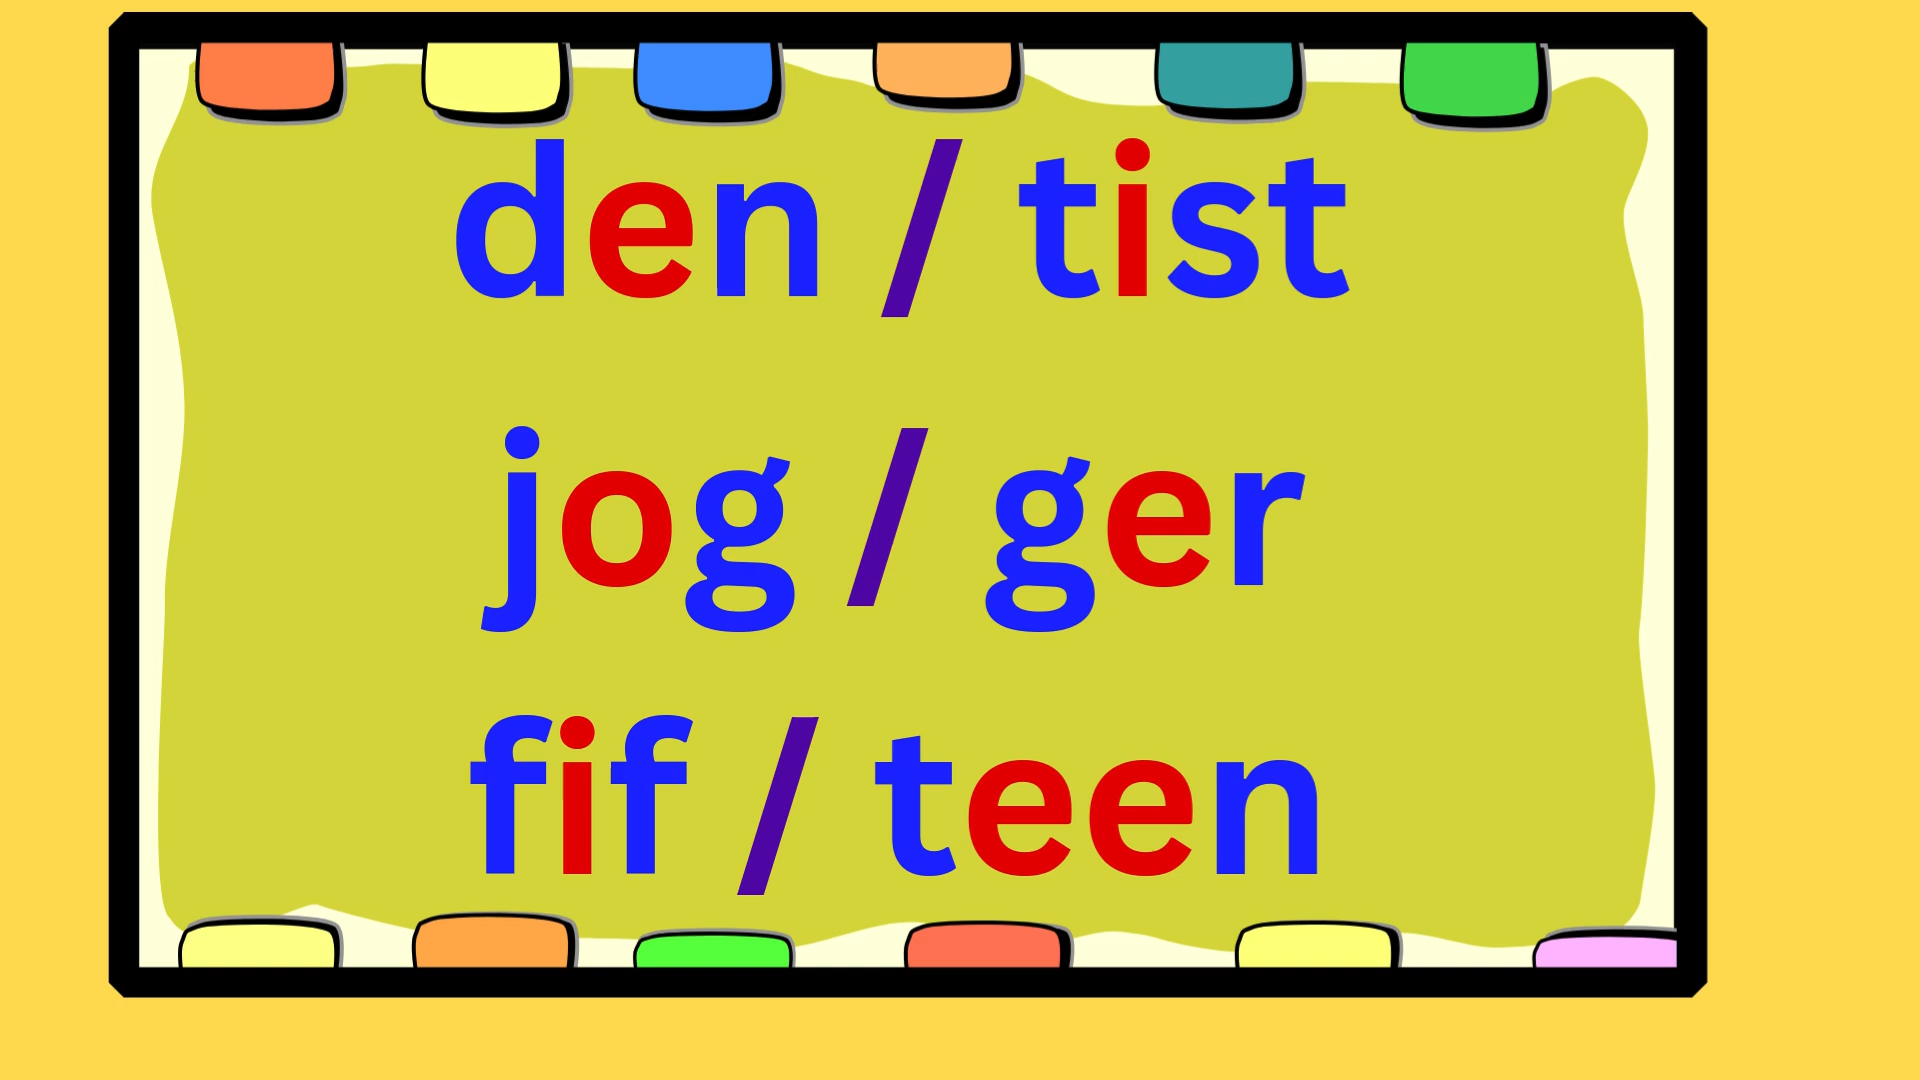 den / tist
jog / ger
fif / teen